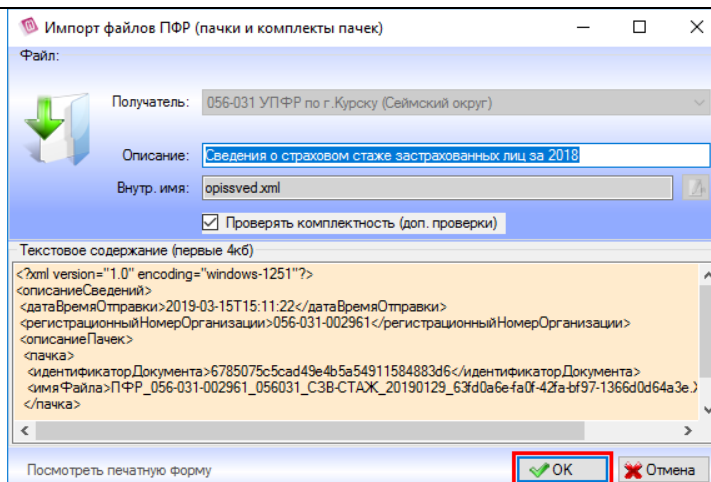 Импорт файлов ПФР (пачки и комплекты пачек)
Файл:
Получатель: 056-031 УПФР по г.Курску (Сеймский округ)
Описание: Сведения о страховом стаже застрахованных лиц за 2018
Внутр. имя: opissved.xml
Проверять комплектность (доп. проверки)
Текстовое содержание (первые 4кб)
<?xml version="1.0" encoding="windows-1251"?>
<описаниеСведений>
<датаВремяОтправки>2019-03-15T15:11:22</датаВремяОтправки>
<регистрационныйНомерОрганизации>056-031-002961</регистрационныйНомерОрганизации>
<описаниеПачек>
<пачка>
<идентификаторДокумента>6785075c5cad49e4b5a54911584883d6</идентификаторДокумента>
<имяФайла>ПФР_056-031-002961_056031_СЗВ-СТАЖ_20190129_63fd0a6e-fa0f-42fa-bf97-1366d0d64a3e.X
</пачка>
Посмотреть печатную форму
OK
Отмена